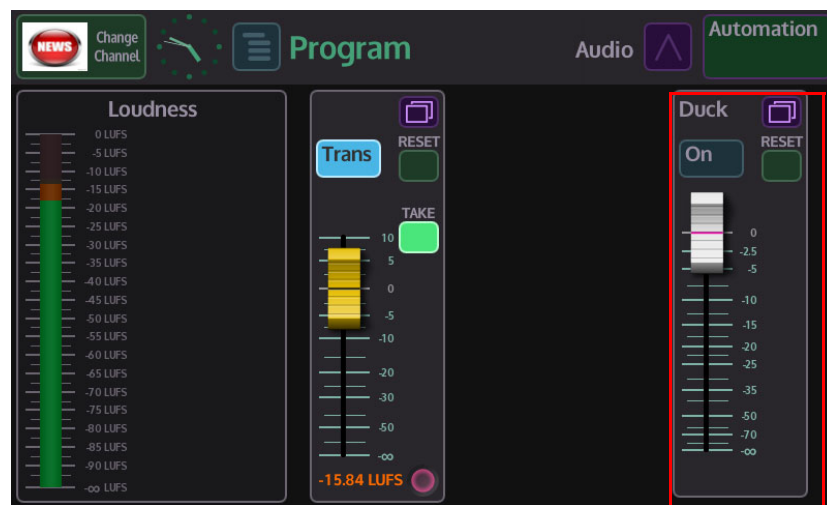 NEWS
Change
Channel
Program
Audio
Automation
Loudness
0 LUFS
-5 LUFS
-10 LUFS
-15 LUFS
-20 LUFS
-25 LUFS
-30 LUFS
-35 LUFS
-40 LUFS
-45 LUFS
-50 LUFS
-55 LUFS
-60 LUFS
-65 LUFS
-70 LUFS
-75 LUFS
-80 LUFS
-85 LUFS
-90 LUFS
-∞ LUFS
RESET
Trans
TAKE
10
5
0
-5
-10
-20
-30
-50
-∞
-15.84 LUFS
Duck
RESET
On
0
-2.5
-5
-10
-15
-20
-25
-35
-50
-70
-∞